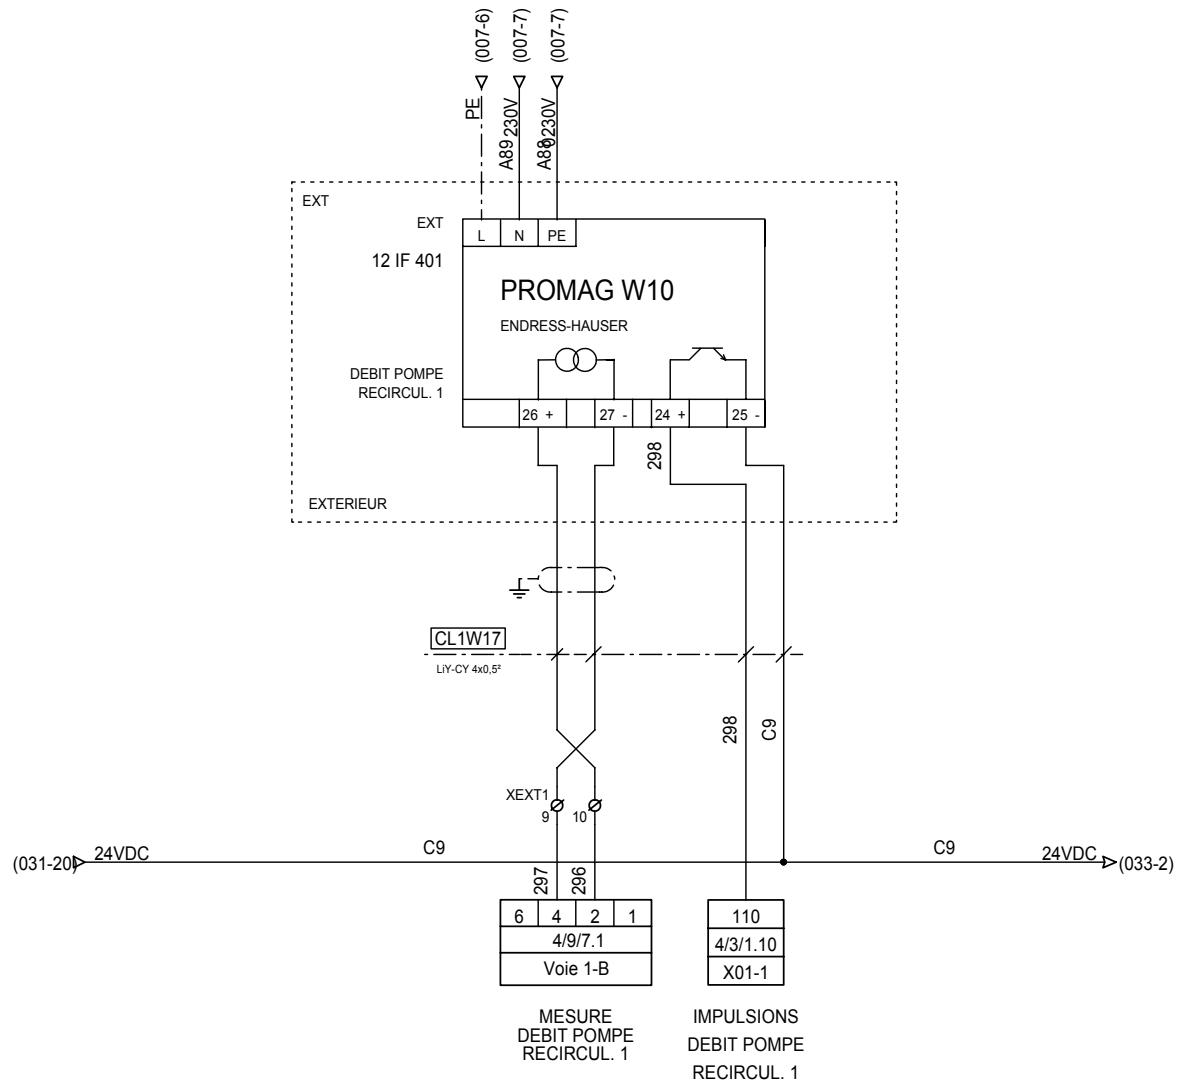 (007-6)
(007-7)
(007-7)
PE
A89 230V
A88 0230V
EXT
EXT
L N PE
12 IF 401
PROMAG W10
ENDRESS-HAUSER
DEBIT POMPE
RECIRCUL. 1
26 + 27 - 24 + 25 -
298
EXTERIEUR
CL1W17
LiY-CY 4x0,5²
298
C9
XEXT1
9 10
(031-20) 24VDC C9 C9 24VDC (033-2)
297 296
6 4 2 1
4/9/7.1
Voie 1-B
110
4/3/1.10
X01-1
MESURE
DEBIT POMPE
RECIRCUL. 1
IMPULSIONS
DEBIT POMPE
RECIRCUL. 1